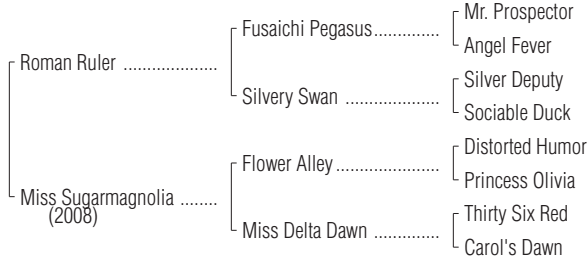 Mr. Prospector
Fusaichi Pegasus..............
Angel Fever
Roman Ruler ....................
Silver Deputy
Silvery Swan ....................
Sociable Duck
Distorted Humor
Flower Alley ......................
Princess Olivia
Miss Sugarmagnolia ........
(2008)
Thirty Six Red
Miss Delta Dawn ..............
Carol's Dawn